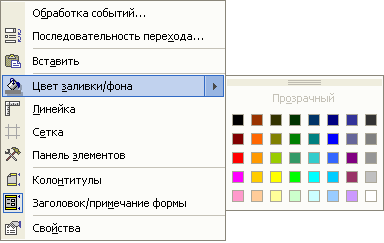 Обработка событий...
Последовательность перехода...
Вставить
Цвет заливки/фона
Прозрачный
Линейка
Сетка
Панель элементов
Колонтитулы
Заголовок/примечание формы
Свойства